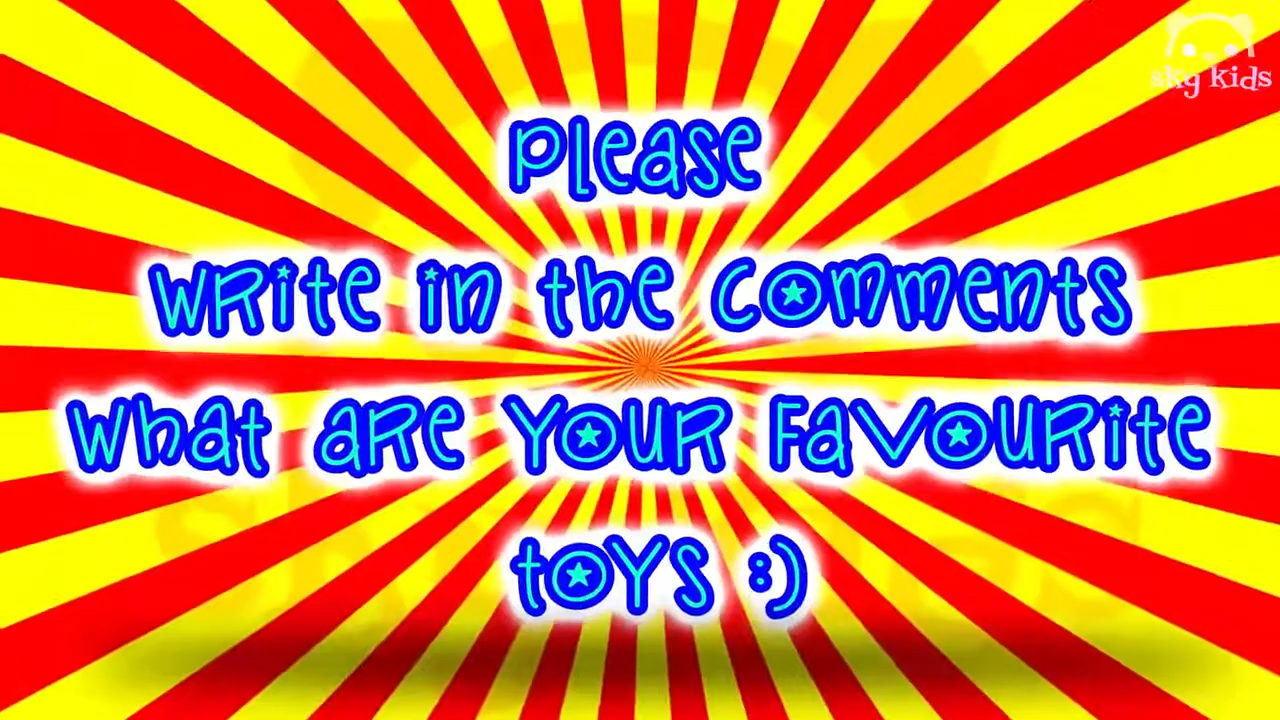 sky kids
Please
Write in the Comments
What are Your Favourite
toys :)